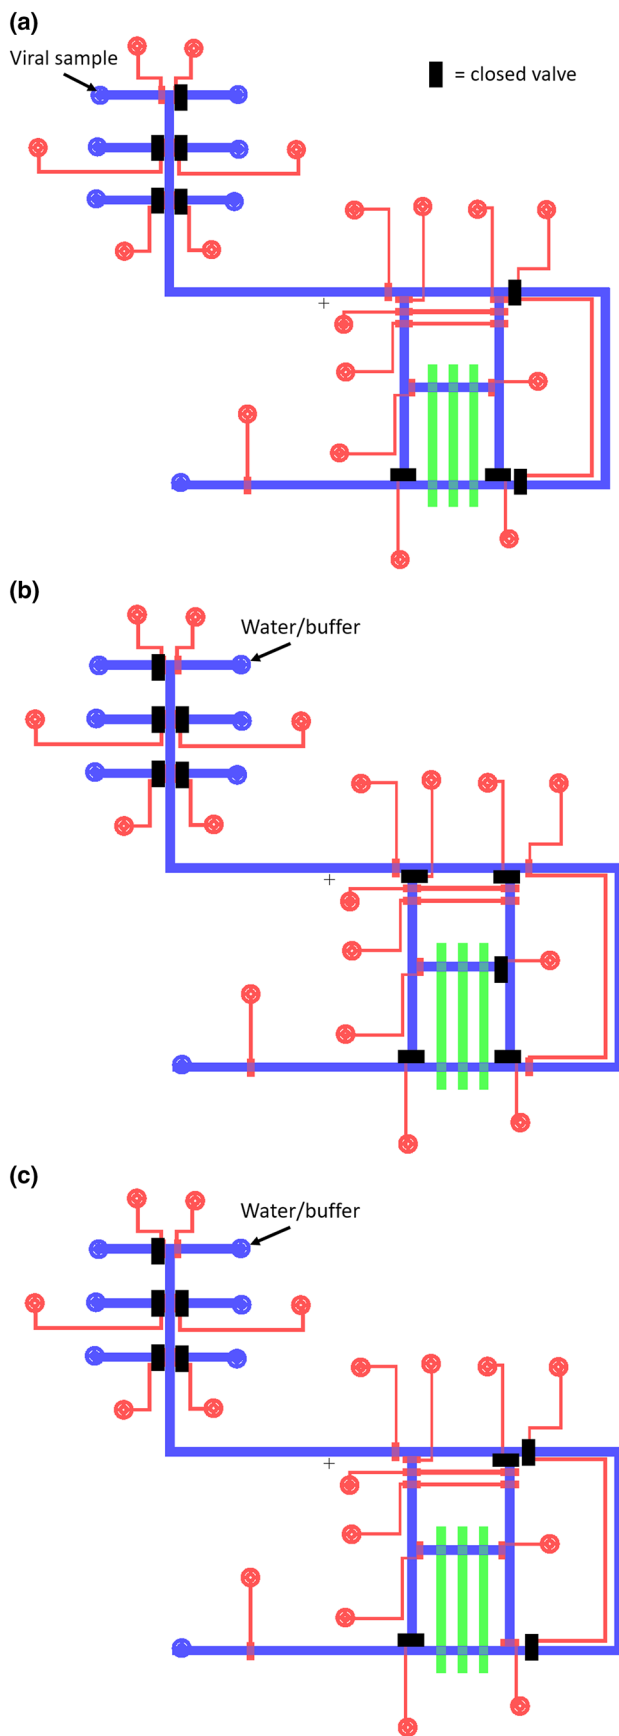 (a)
Viral sample
= closed valve
(b)
Water/buffer
(c)
Water/buffer